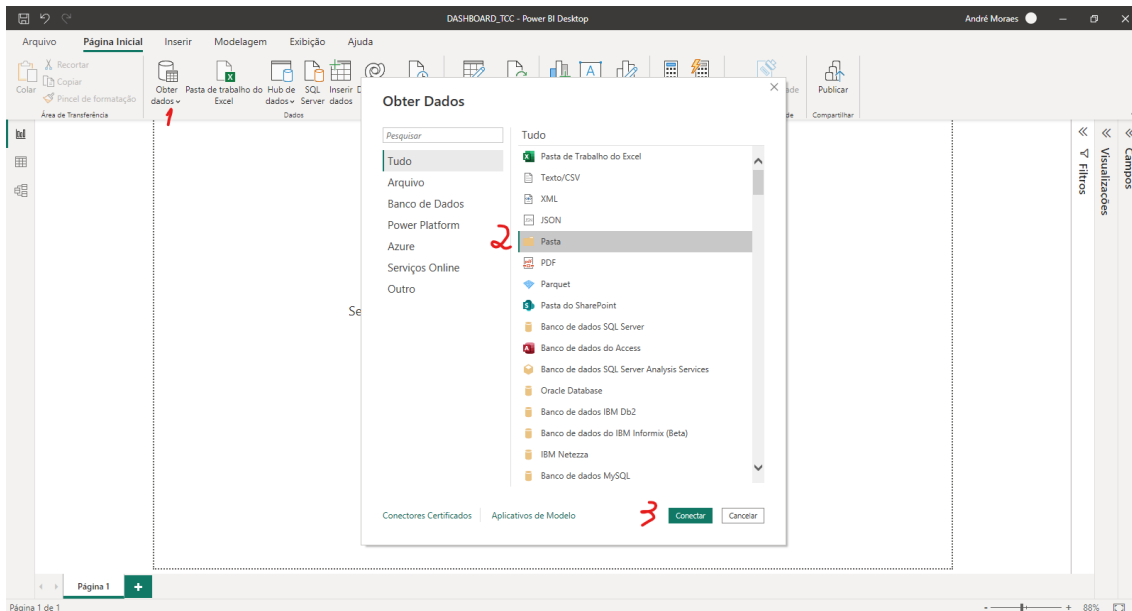 DASHBOARD_TCC - Power BI Desktop
André Moraes
Arquivo
Página Inicial
Inserir
Modelagem
Exibição
Ajuda
Colar
Recortar
Copiar
Pincel de formatação
Área de Transferência
Obter dados
Pasta de trabalho do Excel
Hub de dados
SQL Server
Inserir dados
Dados
Publicar
Compartilhar
1
Obter Dados
Pesquisar
Tudo
Arquivo
Banco de Dados
Power Platform
Azure
Serviços Online
Outro
Tudo
Pasta de Trabalho do Excel
Texto/CSV
XML
JSON
2
Pasta
PDF
Parquet
Pasta do SharePoint
Banco de dados SQL Server
Banco de dados do Access
Banco de dados SQL Server Analysis Services
Oracle Database
Banco de dados IBM Db2
Banco de dados do IBM Informix (Beta)
IBM Netezza
Banco de dados MySQL
Conectores Certificados
Aplicativos de Modelo
3
Conectar
Cancelar
Filtros
Visualizações
Campos
Se
Página 1
Página 1 de 1
88%